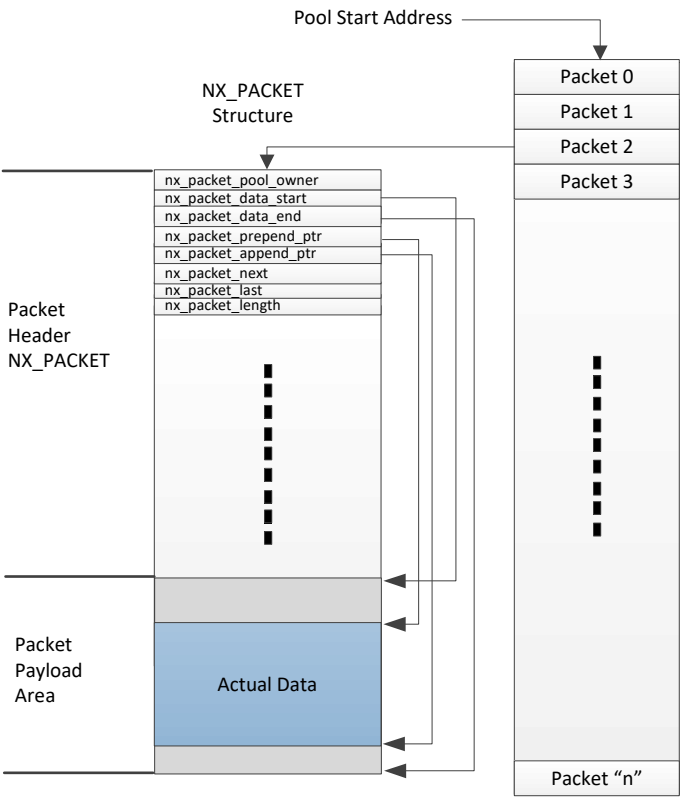 Pool Start Address
NX_PACKET
Structure
Packet 0
Packet 1
Packet 2
Packet 3
Packet “n”
nx_packet_pool_owner
nx_packet_data_start
nx_packet_data_end
nx_packet_prepend_ptr
nx_packet_append_ptr
nx_packet_next
nx_packet_last
nx_packet_length
Packet
Header
NX_PACKET
Packet
Payload
Area
Actual Data